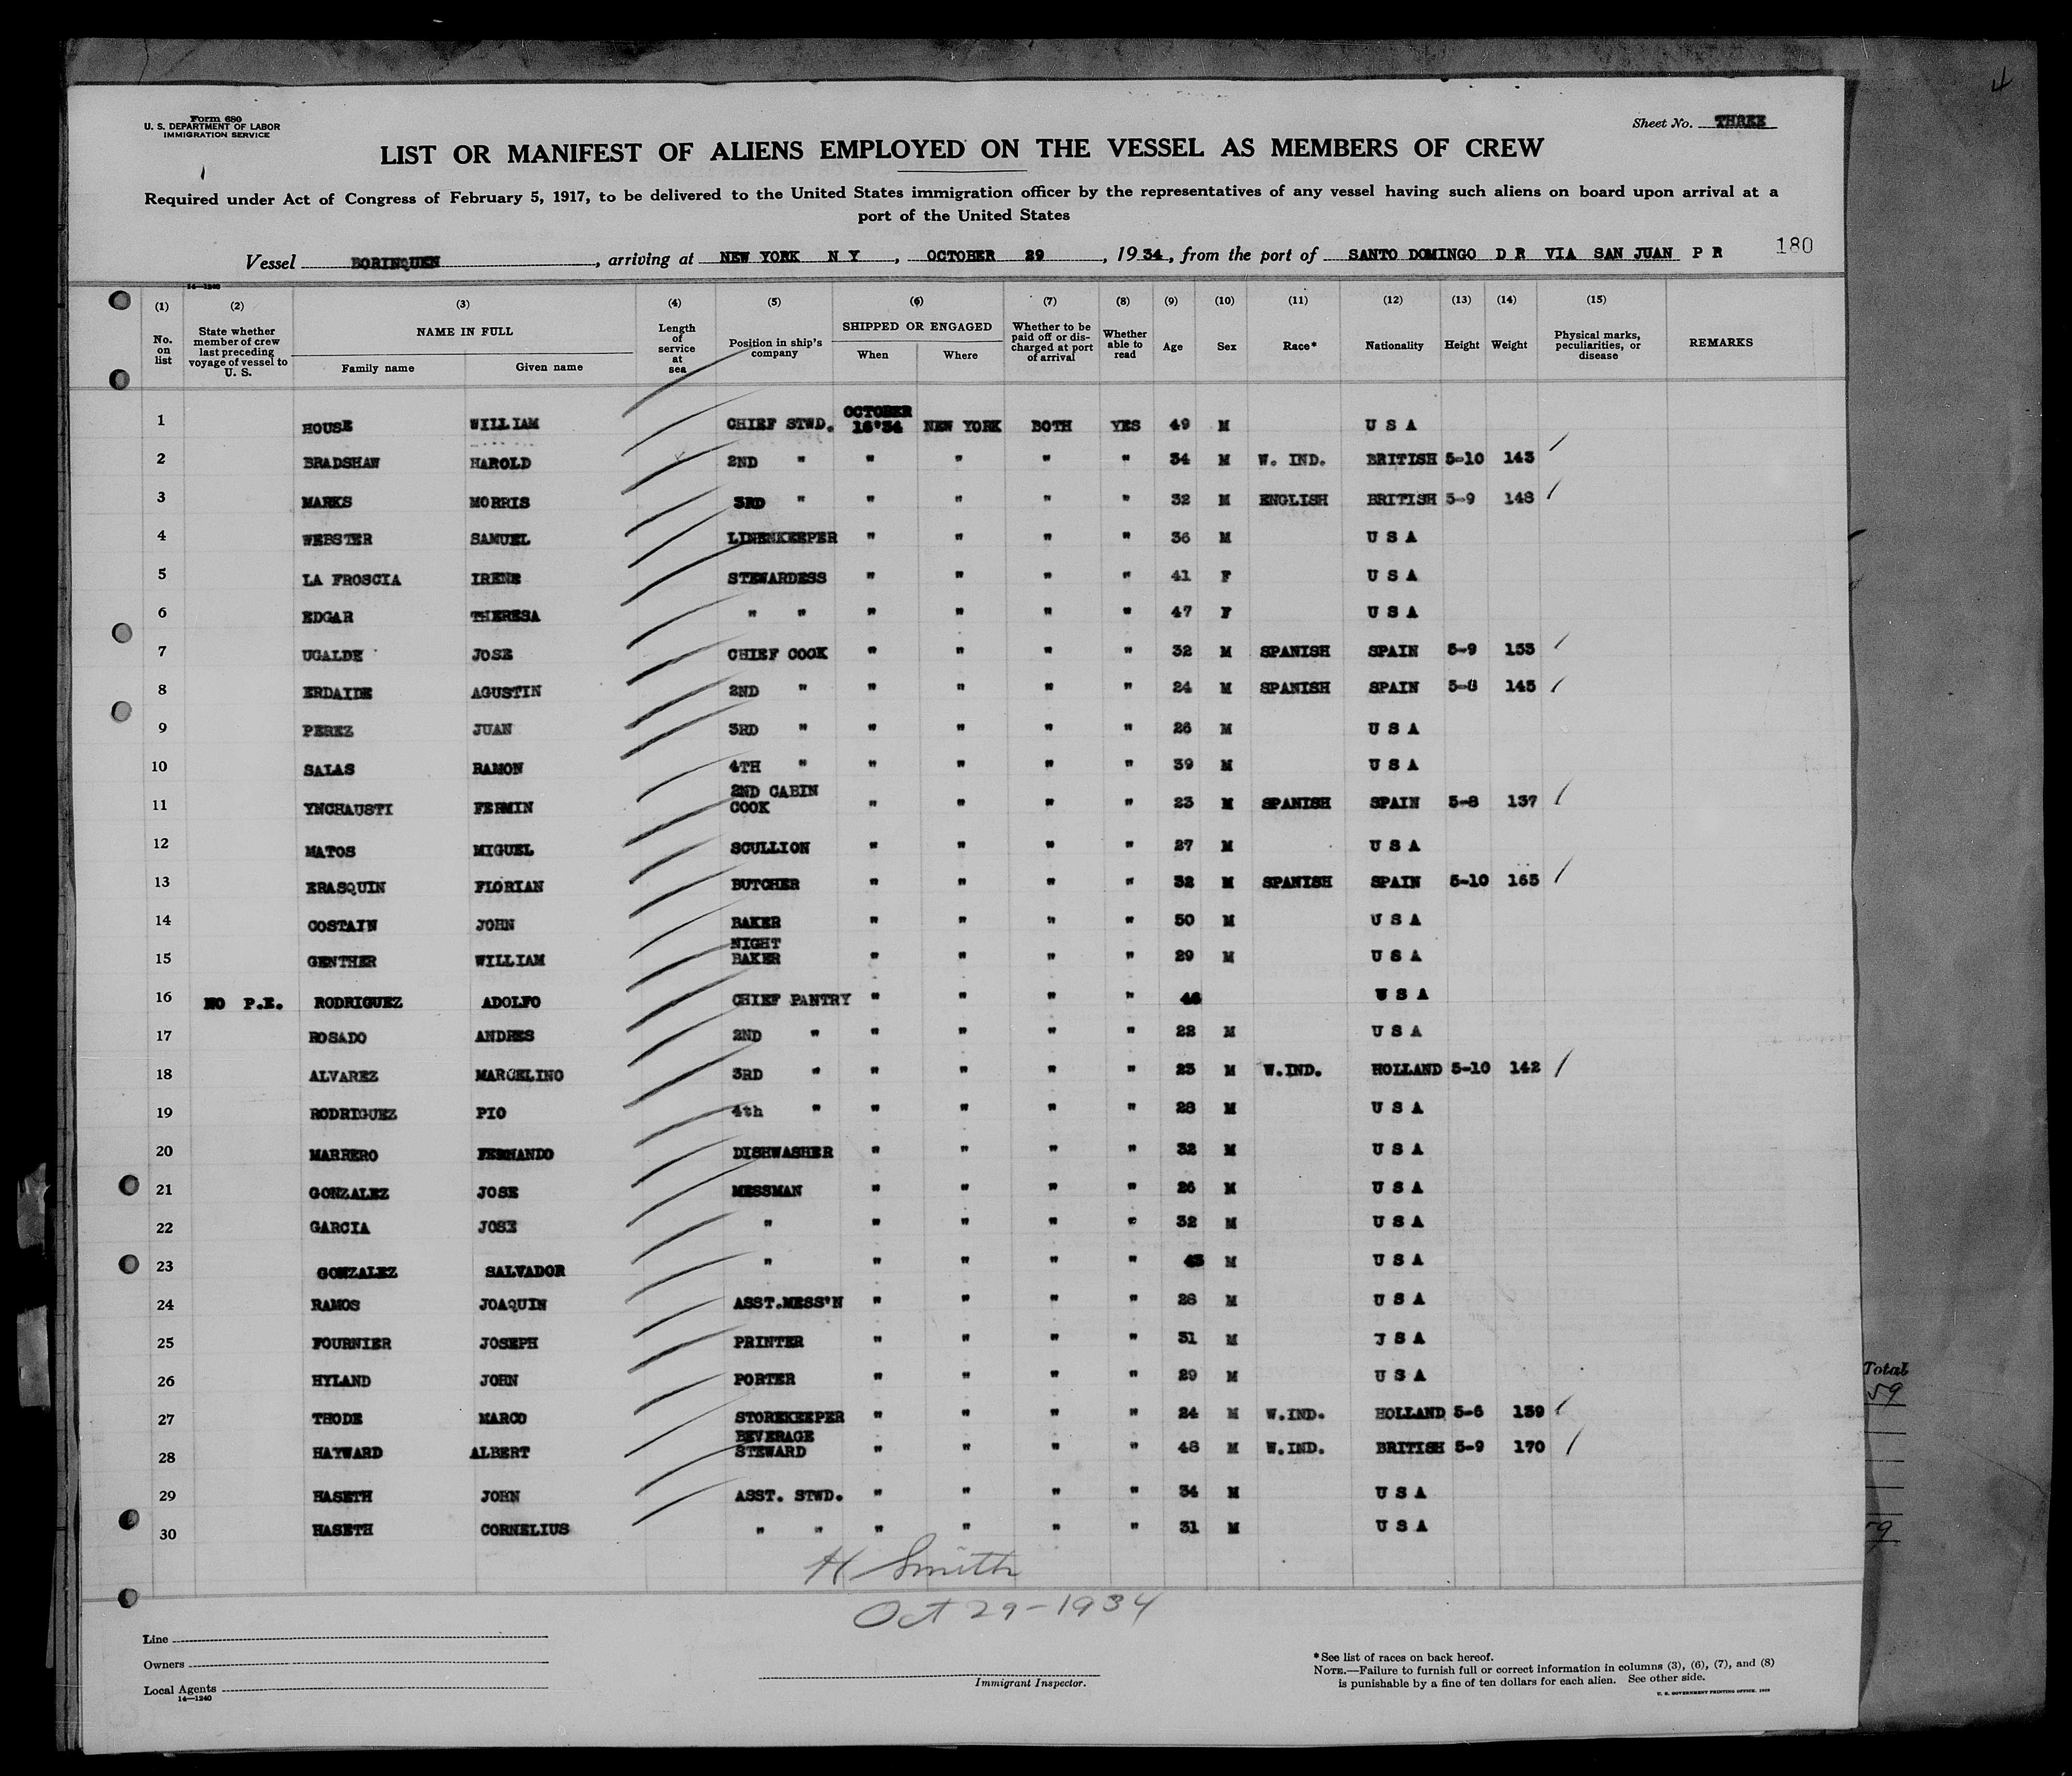 Form 680
U. S. DEPARTMENT OF LABOR
IMMIGRATION SERVICE
Sheet No. THREE
LIST OR MANIFEST OF ALIENS EMPLOYED ON THE VESSEL AS MEMBERS OF CREW
Required under Act of Congress of February 5, 1917, to be delivered to the United States immigration officer by the representatives of any vessel having such aliens on board upon arrival at a
port of the United States
Vessel BORINQUEN, arriving at NEW YORK N Y, OCTOBER 29, 1934, from the port of SANTO DOMINGO D R VIA SAN JUAN P R 180
14—1240
(1) (2) (3) (4) (5) (6) (7) (8) (9) (10) (11) (12) (13) (14) (15)
No. on list
State whether member of crew last preceding voyage of vessel to U. S.
NAME IN FULL
Family name Given name
Length of service at sea
Position in ship's company
SHIPPED OR ENGAGED
When Where
Whether to be paid off or discharged at port of arrival
Whether able to read
Age Sex Race* Nationality Height Weight
Physical marks, peculiarities, or disease
REMARKS
1 HOUSE WILLIAM CHIEF STWD. OCTOBER 16'34 NEW YORK BOTH YES 49 M U S A
2 BRADSHAW HAROLD 2ND " " " " " 34 M W. IND. BRITISH 5-10 143
3 MARKS MORRIS 3RD " " " " " 32 M ENGLISH BRITISH 5-9 148
4 WEBSTER SAMUEL LINENKEEPER " " " " 36 M U S A
5 LA FROSCIA IRENE STEWARDESS " " " " 41 F U S A
6 EDGAR THERESA " " " " " " 47 F U S A
7 UGALDE JOSE CHIEF COOK " " " " 32 M SPANISH SPAIN 5-9 153
8 ERDAIDE AGUSTIN 2ND " " " " " 24 M SPANISH SPAIN 5-8 145
9 PEREZ JUAN 3RD " " " " " 26 M U S A
10 SALAS RAMON 4TH " " " " " 39 M U S A
11 YNCHAUSTI FERMIN 2ND CABIN COOK " " " " 23 M SPANISH SPAIN 5-8 137
12 MATOS MIGUEL SCULLION " " " " 27 M U S A
13 ERASQUIN FLORIAN BUTCHER " " " " 32 M SPANISH SPAIN 5-10 163
14 COSTAIN JOHN BAKER " " " " 50 M U S A
15 GENTHER WILLIAM NIGHT BAKER " " " " 29 M U S A
16 NO P.E. RODRIGUEZ ADOLFO CHIEF PANTRY " " " " 46 U S A
17 ROSADO ANDRES 2ND " " " " " 22 M U S A
18 ALVAREZ MARCELINO 3RD " " " " " 23 M W.IND. HOLLAND 5-10 142
19 RODRIGUEZ PIO 4th " " " " " 28 M U S A
20 MARRERO FERNANDO DISHWASHER " " " " 32 M U S A
21 GONZALEZ JOSE MESSMAN " " " " 26 M U S A
22 GARCIA JOSE " " " " " 32 M U S A
23 GONZALEZ SALVADOR " " " " " 43 M U S A
24 RAMOS JOAQUIN ASST.MESS'N " " " " 28 M U S A
25 FOURNIER JOSEPH PRINTER " " " " 31 M U S A
26 HYLAND JOHN PORTER " " " " 29 M U S A
27 THODE MARCO STOREKEEPER " " " " 24 M W.IND. HOLLAND 5-6 139
28 HAYWARD ALBERT BEVERAGE STEWARD " " " " 48 M W.IND. BRITISH 5-9 170
29 HASETH JOHN ASST. STWD. " " " " 34 M U S A
30 HASETH CORNELIUS " " " " " " 31 M U S A
H Smith
Oct 29-1934
Line
Owners
Local Agents
14—1240
Immigrant Inspector.
*See list of races on back hereof.
NOTE.—Failure to furnish full or correct information in columns (3), (6), (7), and (8)
is punishable by a fine of ten dollars for each alien. See other side.
U. S. GOVERNMENT PRINTING OFFICE
Total
59